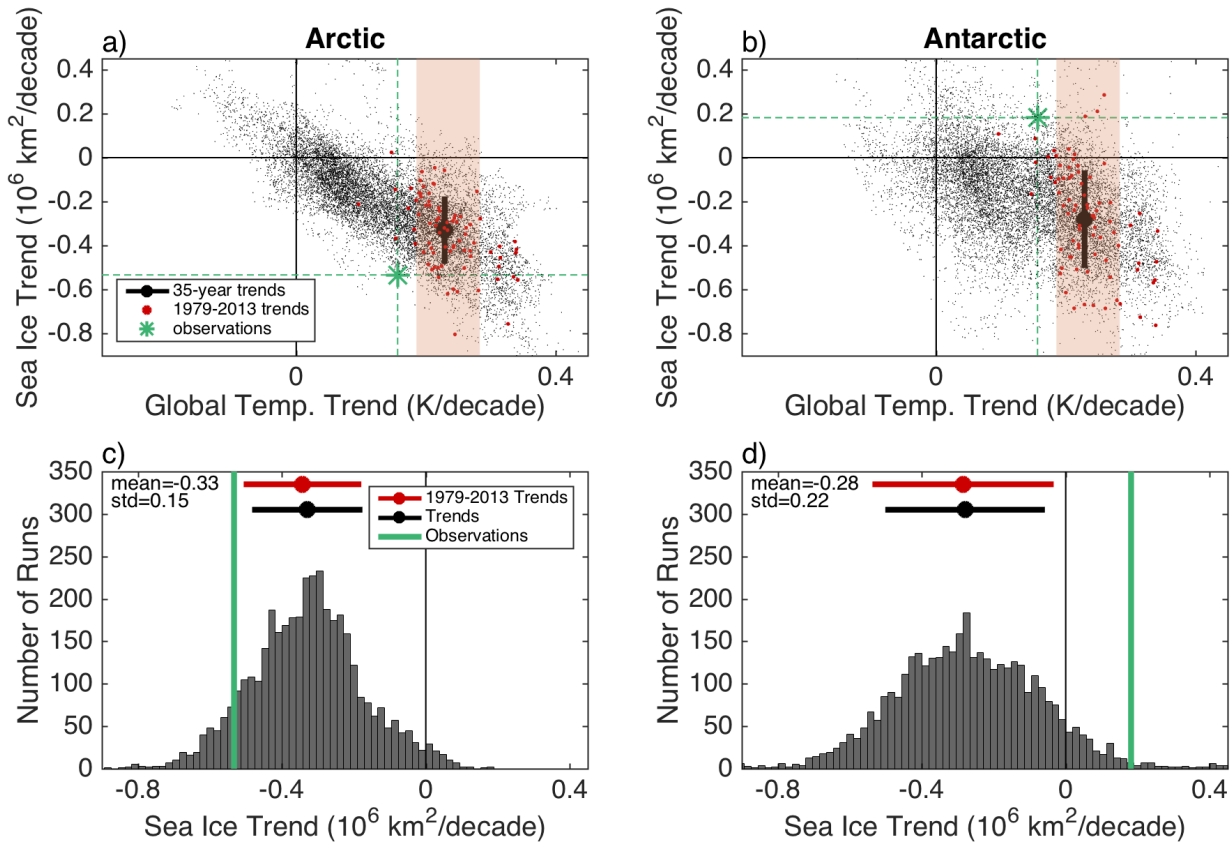 a)
Arctic
Sea Ice Trend (10⁶ km²/decade)
0.4
0.2
0
-0.2
-0.4
-0.6
-0.8
35-year trends
1979-2013 trends
observations
0
0.4
Global Temp. Trend (K/decade)
b)
Antarctic
Sea Ice Trend (10⁶ km²/decade)
0.4
0.2
0
-0.2
-0.4
-0.6
-0.8
0
0.4
Global Temp. Trend (K/decade)
c)
Number of Runs
350
300
250
200
150
100
50
0
mean=-0.33
std=0.15
1979-2013 Trends
Trends
Observations
-0.8
-0.4
0
0.4
Sea Ice Trend (10⁶ km²/decade)
d)
Number of Runs
350
300
250
200
150
100
50
0
mean=-0.28
std=0.22
-0.8
-0.4
0
0.4
Sea Ice Trend (10⁶ km²/decade)